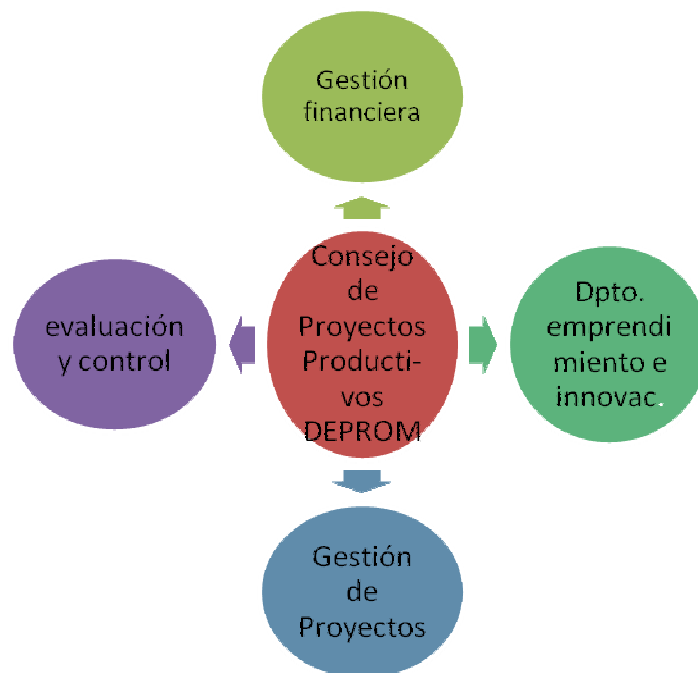 Gestión
financiera
Consejo
de
Proyectos
Producti-
vos
DEPROM
evaluación
y control
Dpto.
emprendi
miento e
innovac.
Gestión
de
Proyectos